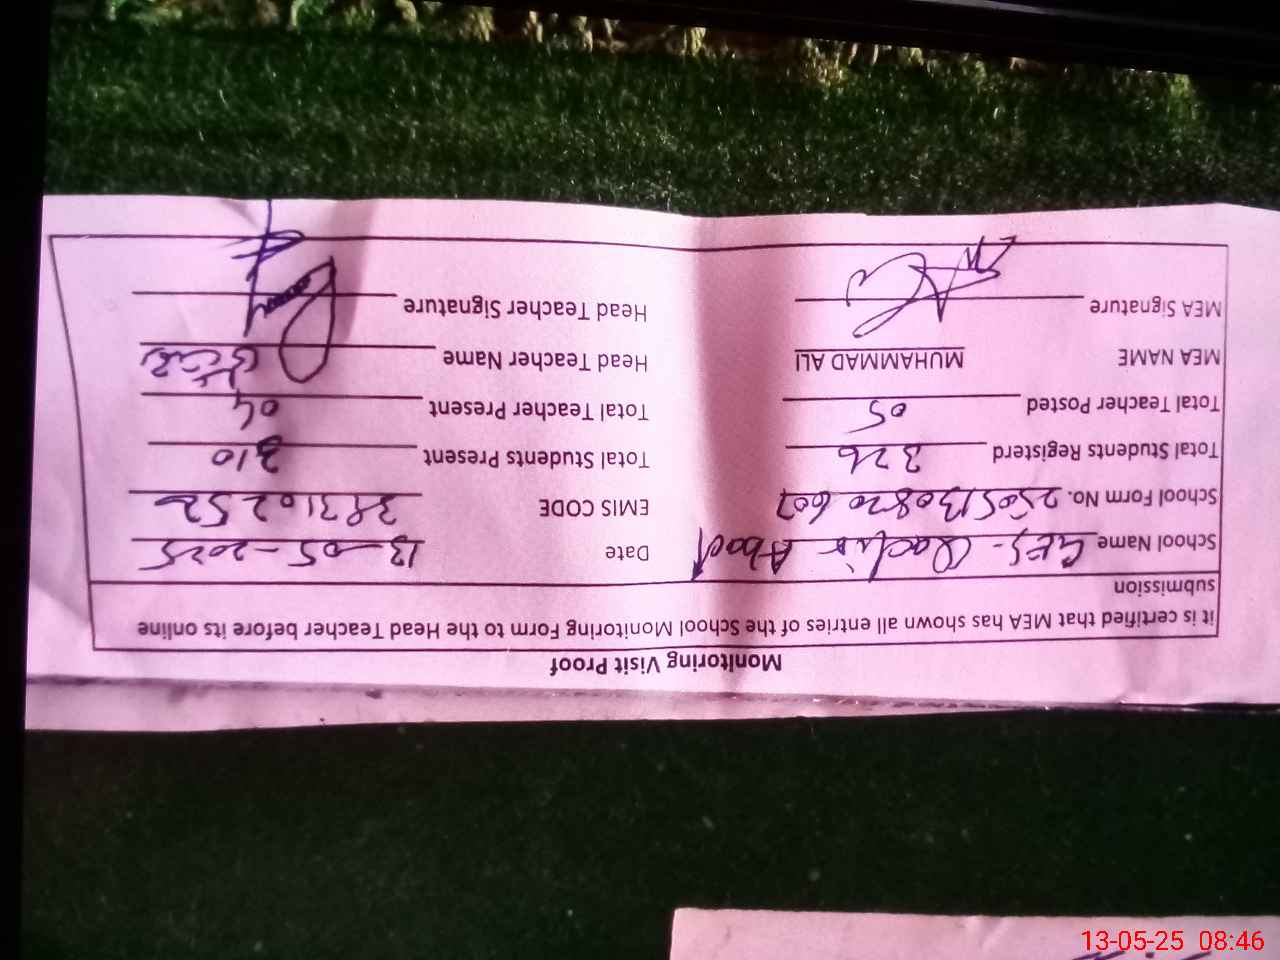 Monitoring Visit Proof
it is certified that MEA has shown all entries of the School Monitoring Form to the Head Teacher before its online
submission
School Name GES- Abad Date 13-05-2025
School Form No. 250513082060 EMIS CODE 38310252
Total Students Registerd 326 Total Students Present 310
Total Teacher Posted 05 Total Teacher Present 04
MEA NAME MUHAMMAD ALI Head Teacher Name
MEA Signature Head Teacher Signature
13-05-25 08:46